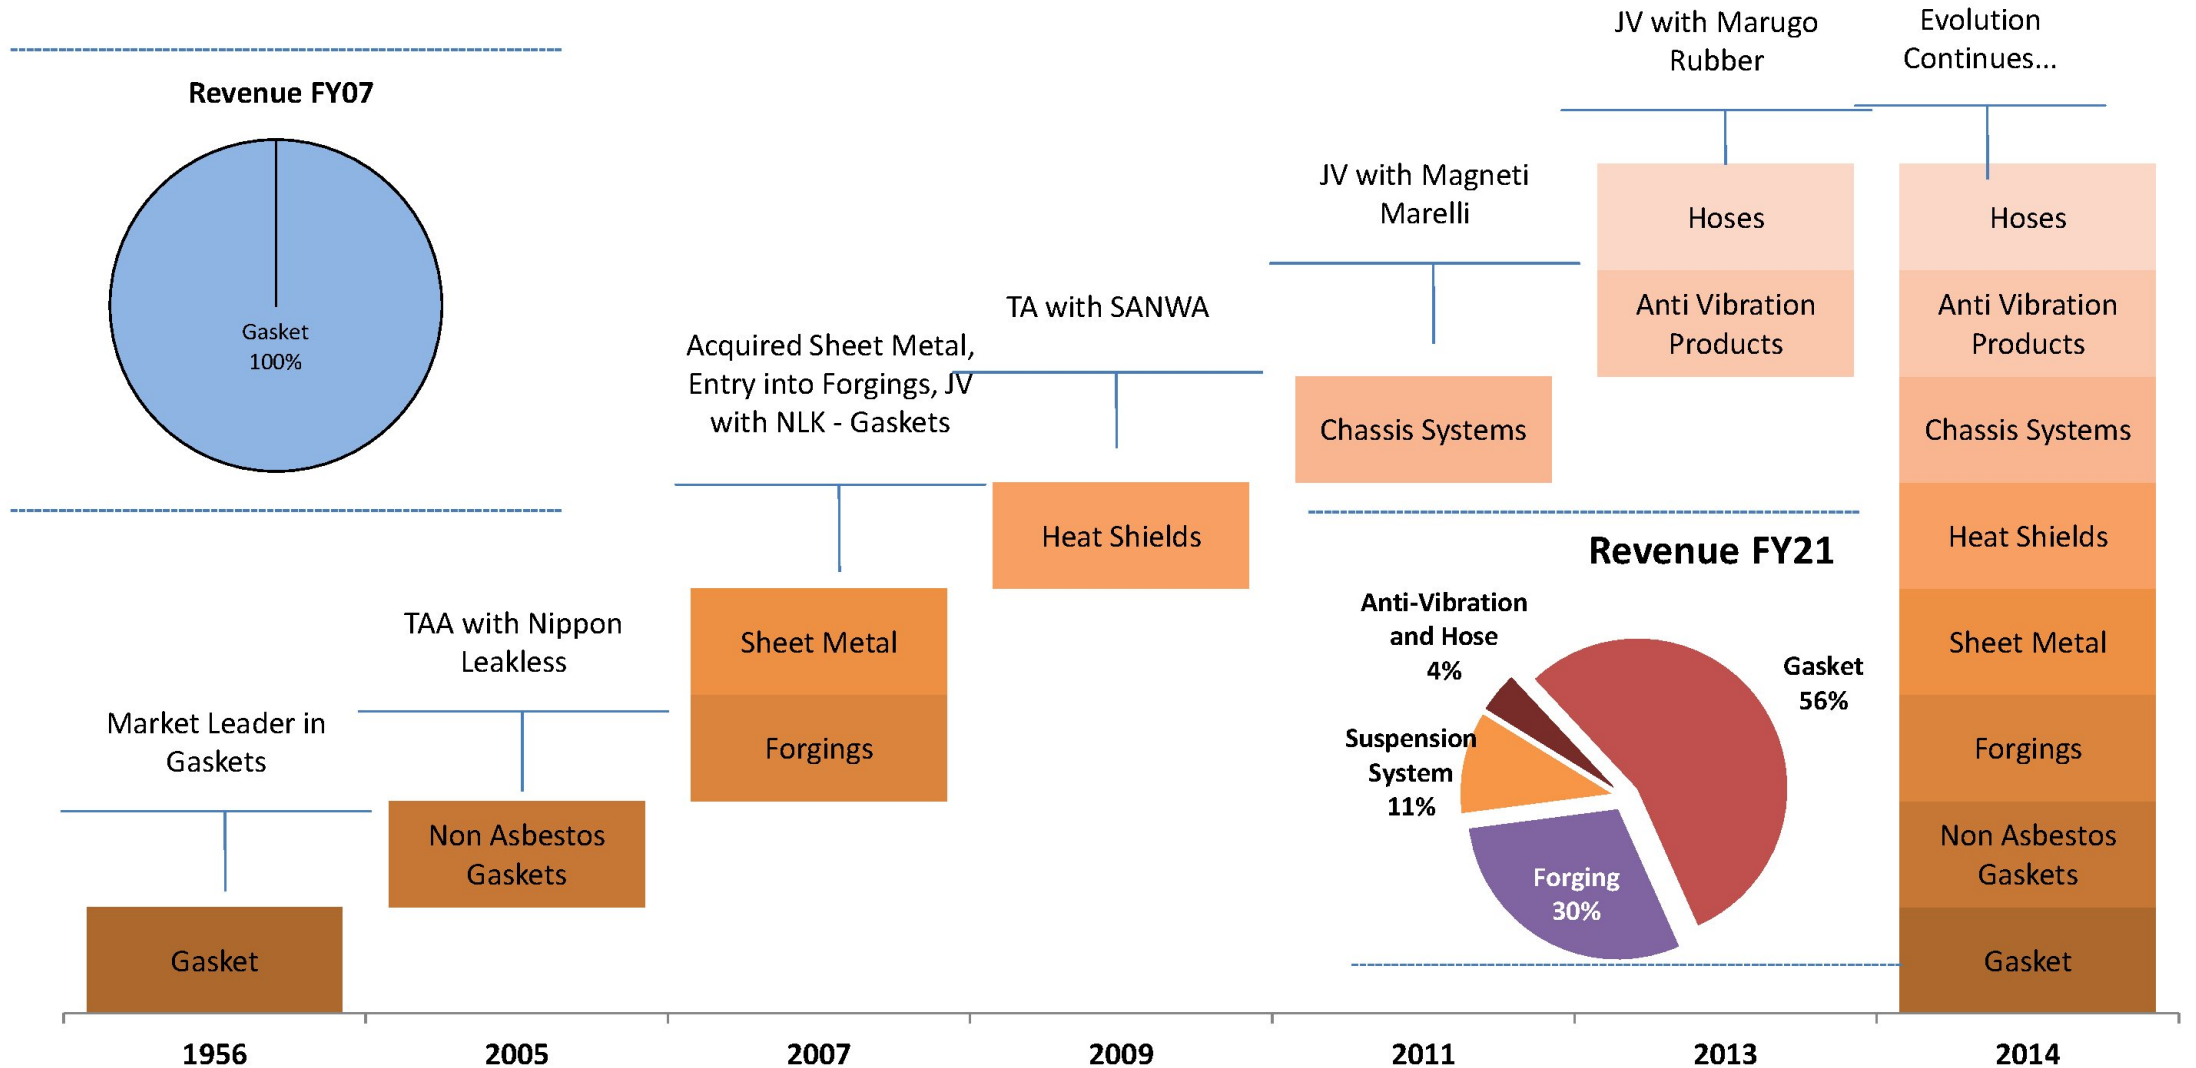 Revenue FY07
Gasket
100%
Market Leader in
Gaskets
Gasket
TAA with Nippon
Leakless
Non Asbestos
Gaskets
Acquired Sheet Metal,
Entry into Forgings, JV
with NLK - Gaskets
Sheet Metal
Forgings
TA with SANWA
Heat Shields
JV with Magneti
Marelli
Chassis Systems
JV with Marugo
Rubber
Hoses
Anti Vibration
Products
Evolution
Continues...
Hoses
Anti Vibration
Products
Chassis Systems
Heat Shields
Sheet Metal
Forgings
Non Asbestos
Gaskets
Gasket
Revenue FY21
Anti-Vibration
and Hose
4%
Gasket
56%
Suspension
System
11%
Forging
30%
1956
2005
2007
2009
2011
2013
2014